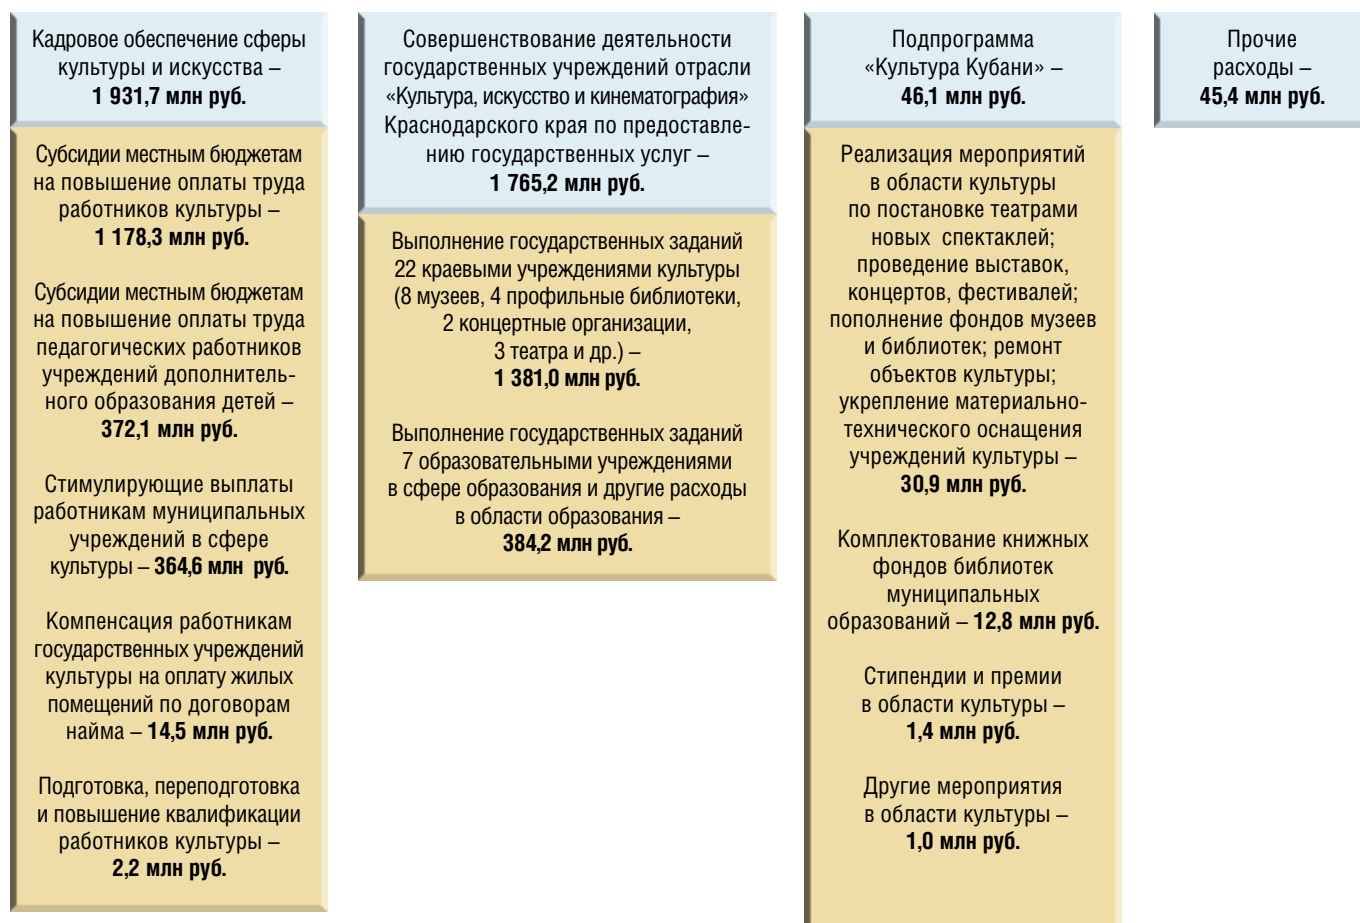 Кадровое обеспечение сферы
культуры и искусства –
1 931,7 млн руб.
Субсидии местным бюджетам
на повышение оплаты труда
работников культуры –
1 178,3 млн руб.
Субсидии местным бюджетам
на повышение оплаты труда
педагогических работников
учреждений дополнитель-
ного образования детей –
372,1 млн руб.
Стимулирующие выплаты
работникам муниципальных
учреждений в сфере
культуры – 364,6 млн руб.
Компенсация работникам
государственных учреждений
культуры на оплату жилых
помещений по договорам
найма – 14,5 млн руб.
Подготовка, переподготовка
и повышение квалификации
работников культуры –
2,2 млн руб.
Совершенствование деятельности
государственных учреждений отрасли
«Культура, искусство и кинематография»
Краснодарского края по предоставле-
нию государственных услуг –
1 765,2 млн руб.
Выполнение государственных заданий
22 краевыми учреждениями культуры
(8 музеев, 4 профильные библиотеки,
2 концертные организации,
3 театра и др.) –
1 381,0 млн руб.
Выполнение государственных заданий
7 образовательными учреждениями
в сфере образования и другие расходы
в области образования –
384,2 млн руб.
Подпрограмма
«Культура Кубани» –
46,1 млн руб.
Реализация мероприятий
в области культуры
по постановке театрами
новых спектаклей;
проведение выставок,
концертов, фестивалей;
пополнение фондов музеев
и библиотек; ремонт
объектов культуры;
укрепление материально-
технического оснащения
учреждений культуры –
30,9 млн руб.
Комплектование книжных
фондов библиотек
муниципальных
образований – 12,8 млн руб.
Стипендии и премии
в области культуры –
1,4 млн руб.
Другие мероприятия
в области культуры –
1,0 млн руб.
Прочие
расходы –
45,4 млн руб.